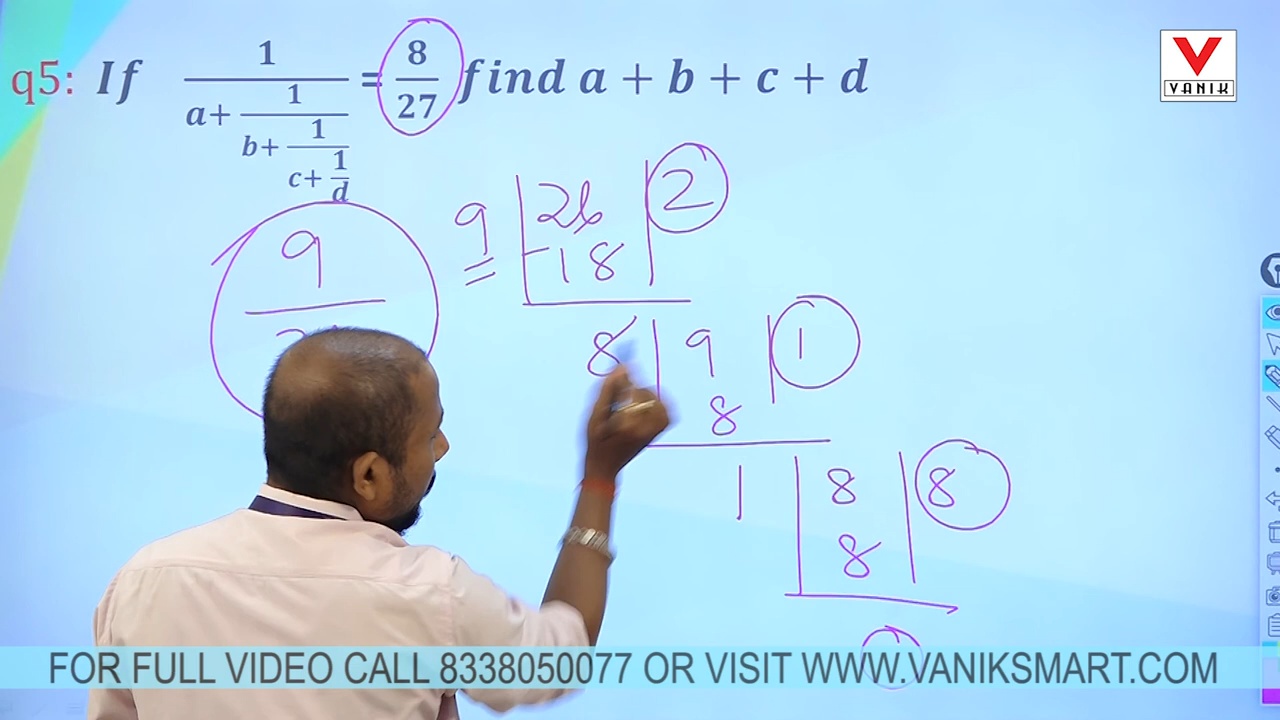 q5: If 1/(a+1/(b+1/(c+1/d))) = 8/27 find a + b + c + d
VANIK
9
9 26 2
-18
8 9 1
8
1 8 8
8
FOR FULL VIDEO CALL 8338050077 OR VISIT WWW.VANIKSMART.COM